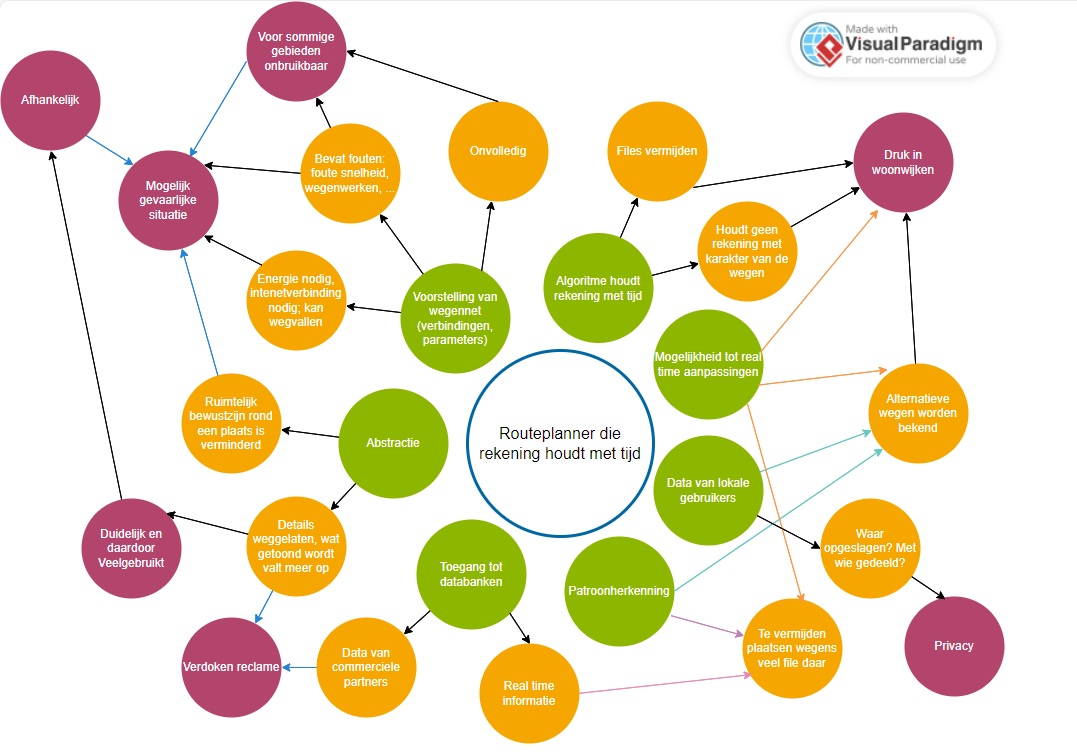 Made with
Visual Paradigm
For non-commercial use
Voor sommige
gebieden
onbruikbaar
Afhankelijk
Bevat fouten:
foute snelheid,
wegenwerken, ...
Onvolledig
Files vermijden
Druk in
woonwijken
Mogelijk
gevaarlijke
situatie
Houdt geen
rekening met
karakter van de
wegen
Energie nodig,
intenetverbinding
nodig; kan
wegvallen
Voorstelling van
wegennet
(verbindingen,
parameters)
Algoritme houdt
rekening met tijd
Mogelijkheid tot real
time aanpassingen
Ruimtelijk
bewustzijn rond
een plaats is
verminderd
Abstractie
Routeplanner die
rekening houdt met tijd
Alternatieve
wegen worden
bekend
Data van lokale
gebruikers
Duidelijk en
daardoor
Veelgebruikt
Details
weggelaten, wat
getoond wordt
valt meer op
Toegang tot
databanken
Patroonherkenning
Waar
opgeslagen? Met
wie gedeeld?
Verdoken reclame
Data van
commerciele
partners
Real time
informatie
Te vermijden
plaatsen wegens
veel file daar
Privacy